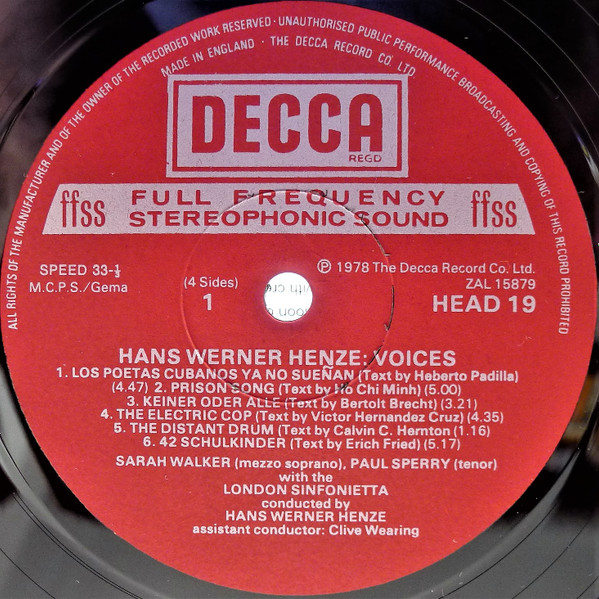 ALL RIGHTS OF THE MANUFACTURER AND OF THE OWNER OF THE RECORDED WORK RESERVED · UNAUTHORISED PUBLIC PERFORMANCE BROADCASTING AND COPYING OF THIS RECORD PROHIBITED
MADE IN ENGLAND · THE DECCA RECORD CO LTD
DECCA
REGD
ffss FULL FREQUENCY ffss
STEREOPHONIC SOUND
SPEED 33-⅓
M.C.P.S./Gema
(4 Sides)
1
℗ 1978 The Decca Record Co. Ltd.
ZAL 15879
HEAD 19
HANS WERNER HENZE: VOICES
1. LOS POETAS CUBANOS YA NO SUEÑAN (Text by Heberto Padilla)
(4.47) 2. PRISON SONG (Text by Ho Chi Minh) (5.00)
3. KEINER ODER ALLE (Text by Bertolt Brecht) (3.21)
4. THE ELECTRIC COP (Text by Victor Hernandez Cruz) (4.35)
5. THE DISTANT DRUM (Text by Calvin C. Hernton) (1.16)
6. 42 SCHULKINDER (Text by Erich Fried) (5.17)
SARAH WALKER (mezzo soprano), PAUL SPERRY (tenor)
with the
LONDON SINFONIETTA
conducted by
HANS WERNER HENZE
assistant conductor: Clive Wearing